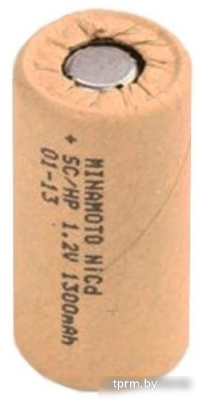 MINAMOTO NiCd
+ SC/HP 1.2V 1300mAh
01-13
tprm.by